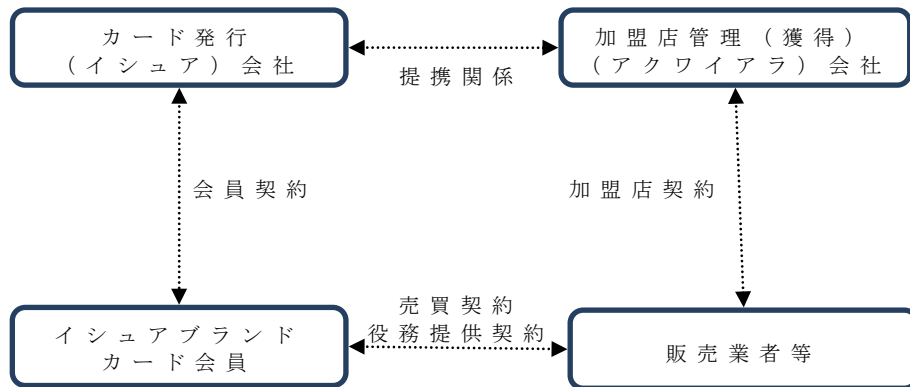 カード発行
（イシュア）会社
加盟店管理（獲得）
（アクワイアラ）会社
提携関係
会員契約
加盟店契約
売買契約
役務提供契約
イシュアブランド
カード会員
販売業者等